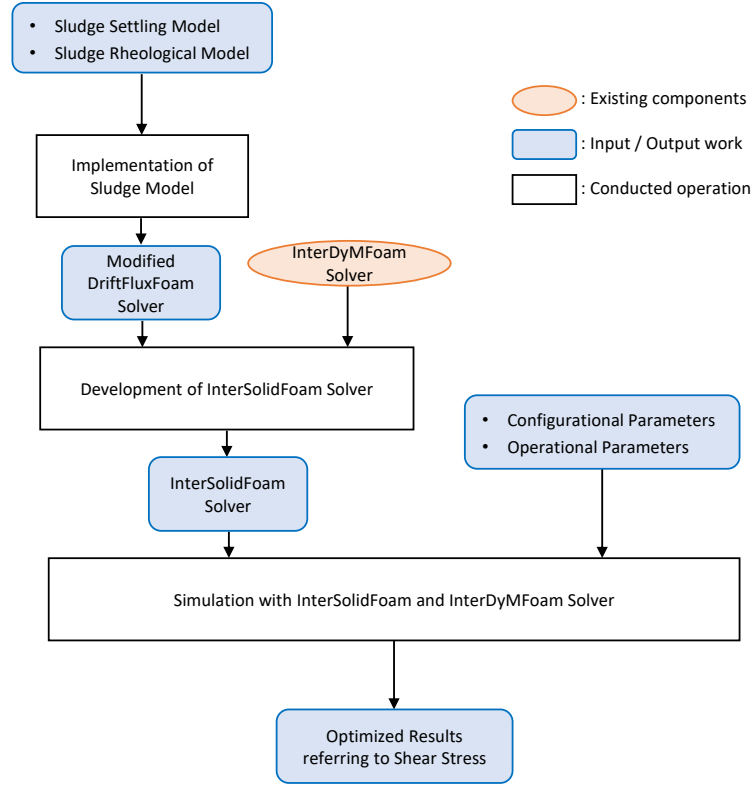 • Sludge Settling Model
• Sludge Rheological Model
: Existing components
: Input / Output work
: Conducted operation
Implementation of
Sludge Model
Modified
DriftFluxFoam
Solver
InterDyMFoam
Solver
Development of InterSolidFoam Solver
• Configurational Parameters
• Operational Parameters
InterSolidFoam
Solver
Simulation with InterSolidFoam and InterDyMFoam Solver
Optimized Results
referring to Shear Stress